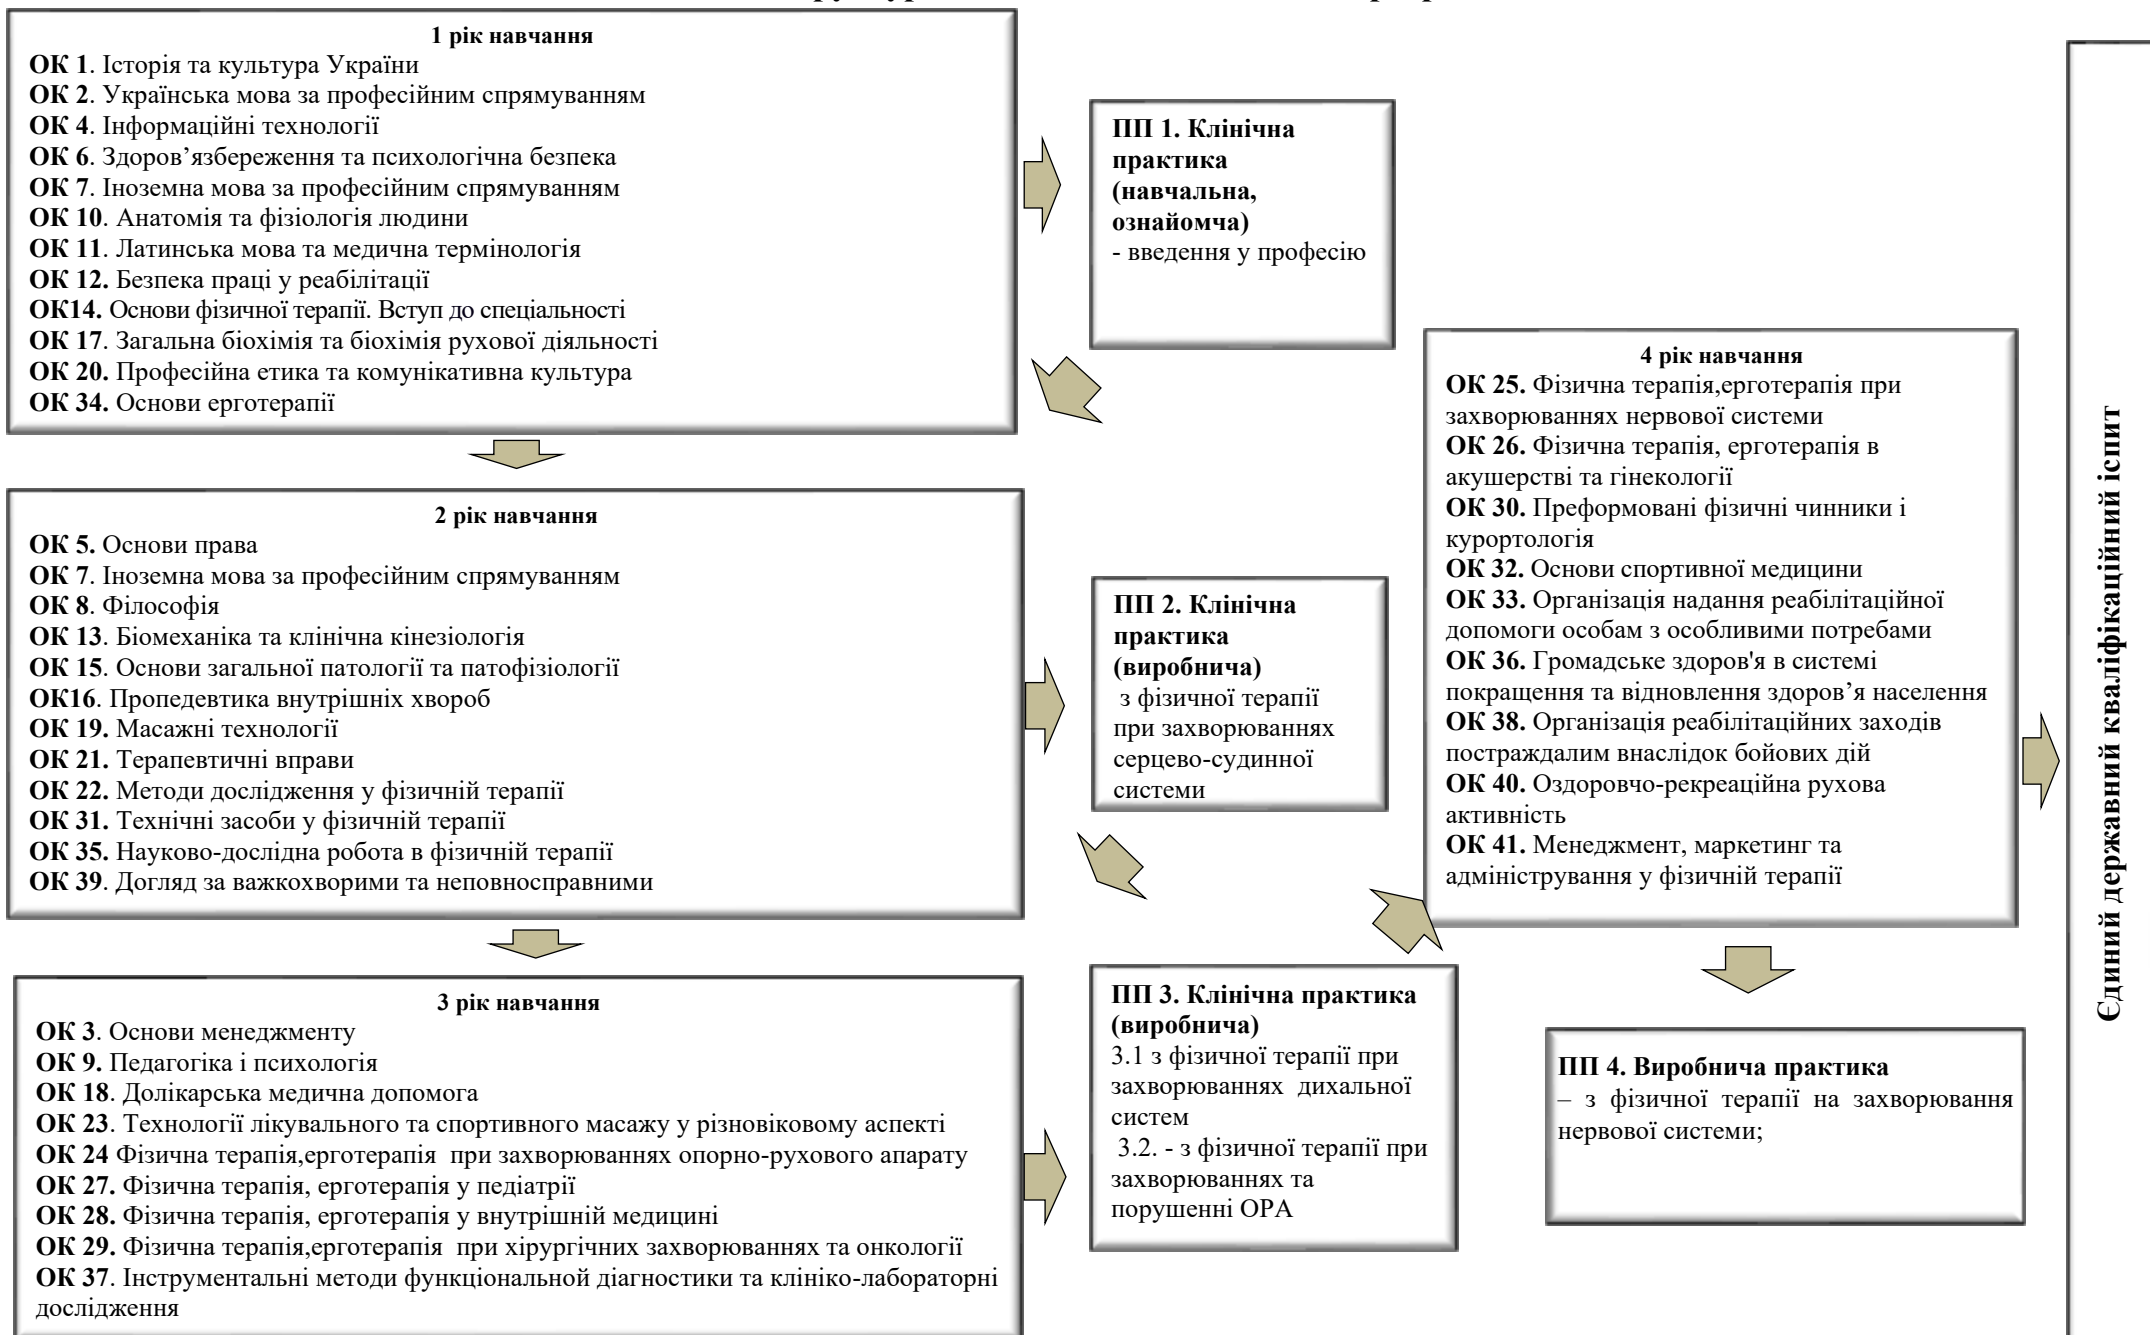 1 рік навчання
ОК 1. Історія та культура України
ОК 2. Українська мова за професійним спрямуванням
ОК 4. Інформаційні технології
ОК 6. Здоров’язбереження та психологічна безпека
ОК 7. Іноземна мова за професійним спрямуванням
ОК 10. Анатомія та фізіологія людини
ОК 11. Латинська мова та медична термінологія
ОК 12. Безпека праці у реабілітації
ОК14. Основи фізичної терапії. Вступ до спеціальності
ОК 17. Загальна біохімія та біохімія рухової діяльності
ОК 20. Професійна етика та комунікативна культура
ОК 34. Основи ерготерапії
ПП 1. Клінічна
практика
(навчальна,
ознайомча)
- введення у професію
2 рік навчання
ОК 5. Основи права
ОК 7. Іноземна мова за професійним спрямуванням
ОК 8. Філософія
ОК 13. Біомеханіка та клінічна кінезіологія
ОК 15. Основи загальної патології та патофізіології
ОК16. Пропедевтика внутрішніх хвороб
ОК 19. Масажні технології
ОК 21. Терапевтичні вправи
ОК 22. Методи дослідження у фізичній терапії
ОК 31. Технічні засоби у фізичній терапії
ОК 35. Науково-дослідна робота в фізичній терапії
ОК 39. Догляд за важкохворими та неповносправними
ПП 2. Клінічна
практика
(виробнича)
з фізичної терапії
при захворюваннях
серцево-судинної
системи
3 рік навчання
ОК 3. Основи менеджменту
ОК 9. Педагогіка і психологія
ОК 18. Долікарська медична допомога
ОК 23. Технології лікувального та спортивного масажу у різновіковому аспекті
ОК 24 Фізична терапія,ерготерапія при захворюваннях опорно-рухового апарату
ОК 27. Фізична терапія, ерготерапія у педіатрії
ОК 28. Фізична терапія, ерготерапія у внутрішній медицині
ОК 29. Фізична терапія,ерготерапія при хірургічних захворюваннях та онкології
ОК 37. Інструментальні методи функціональної діагностики та клініко-лабораторні
дослідження
ПП 3. Клінічна практика
(виробнича)
3.1 з фізичної терапії при
захворюваннях дихальної
систем
3.2. - з фізичної терапії при
захворюваннях та
порушенні ОРА
4 рік навчання
ОК 25. Фізична терапія,ерготерапія при
захворюваннях нервової системи
ОК 26. Фізична терапія, ерготерапія в
акушерстві та гінекології
ОК 30. Преформовані фізичні чинники і
курортологія
ОК 32. Основи спортивної медицини
ОК 33. Організація надання реабілітаційної
допомоги особам з особливими потребами
ОК 36. Громадське здоров'я в системі
покращення та відновлення здоров’я населення
ОК 38. Організація реабілітаційних заходів
постраждалим внаслідок бойових дій
ОК 40. Оздоровчо-рекреаційна рухова
активність
ОК 41. Менеджмент, маркетинг та
адміністрування у фізичній терапії
ПП 4. Виробнича практика
– з фізичної терапії на захворювання
нервової системи;
Єдиний державний кваліфікаційний іспит